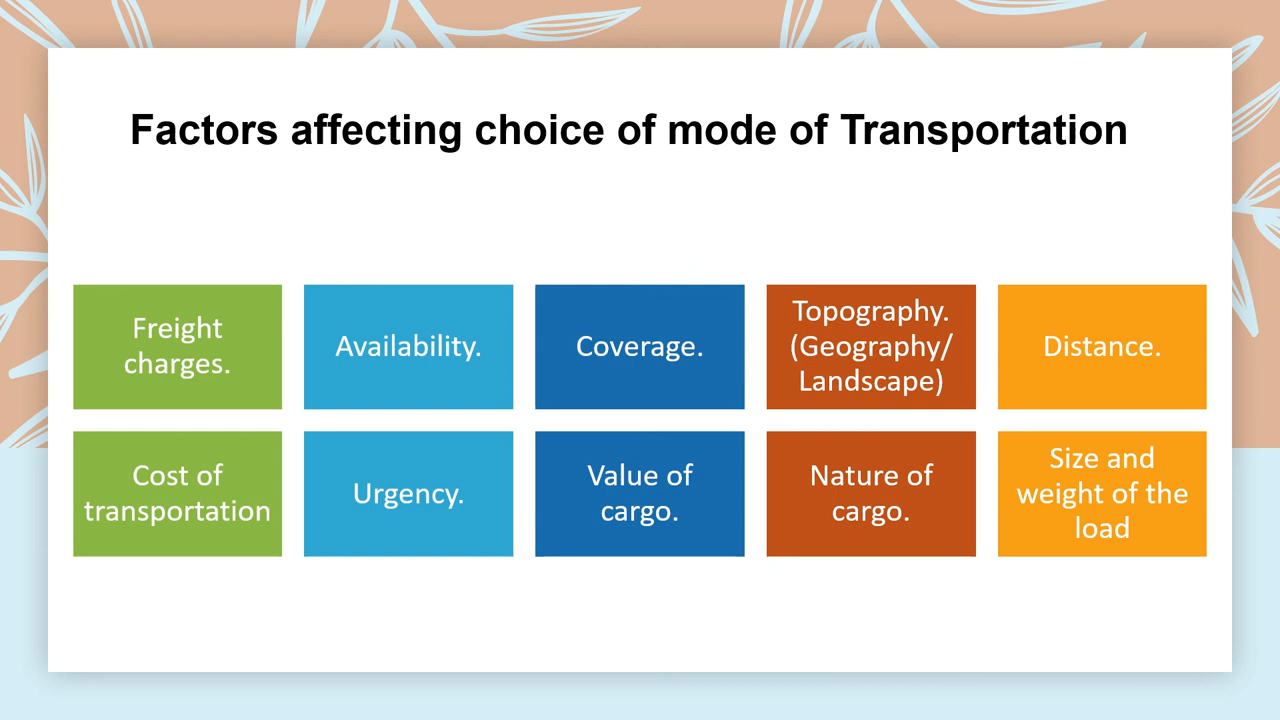 Factors affecting choice of mode of Transportation
Freight
charges.
Availability.
Coverage.
Topography.
(Geography/
Landscape)
Distance.
Cost of
transportation
Urgency.
Value of
cargo.
Nature of
cargo.
Size and
weight of the
load